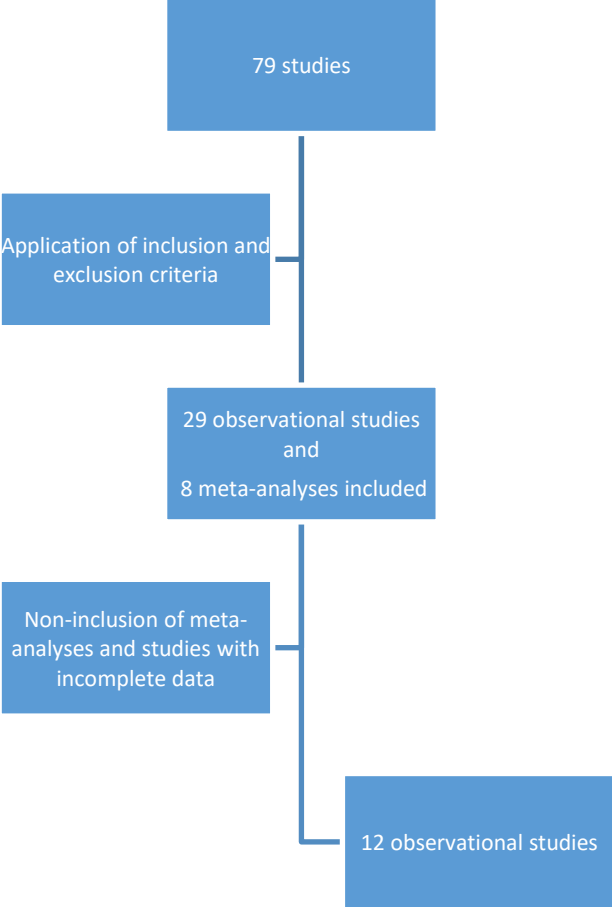 79 studies
Application of inclusion and
exclusion criteria
29 observational studies
and
8 meta-analyses included
Non-inclusion of meta-
analyses and studies with
incomplete data
12 observational studies